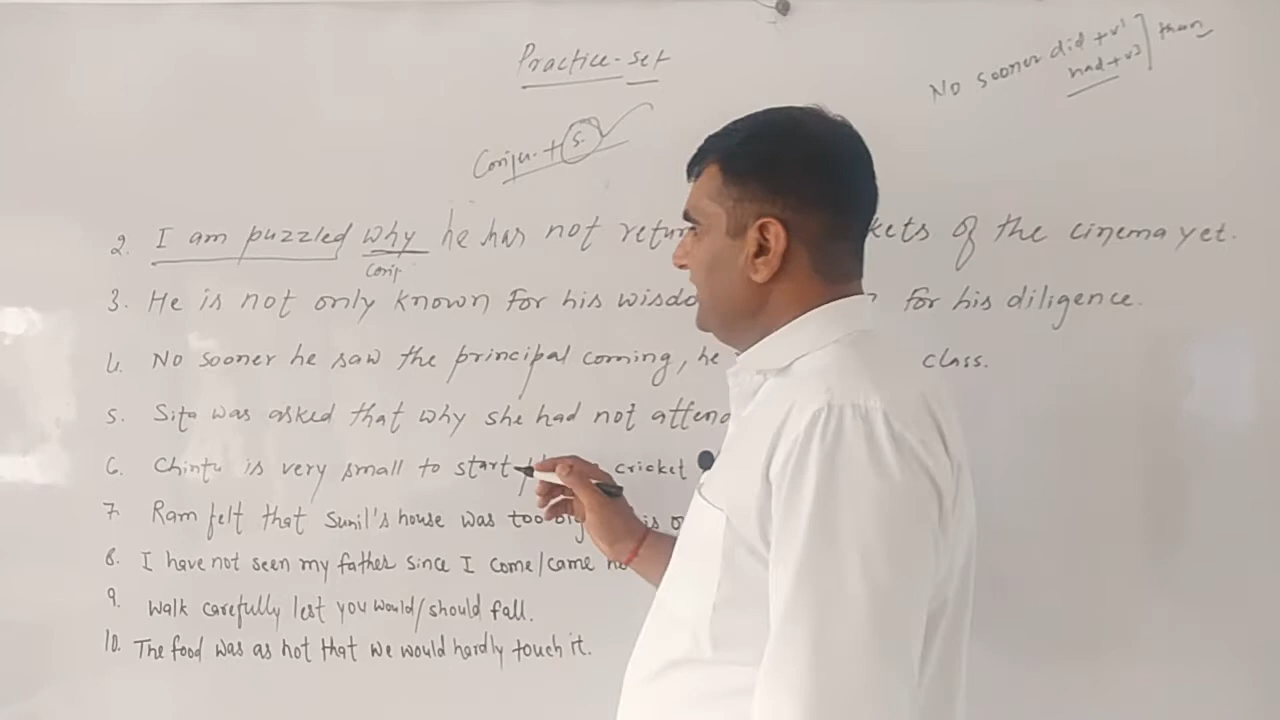 Practice-set
No sooner did + v¹
had + v³
than
Conju. + S.
2. I am puzzled why he has not of the cinema yet.
conj
3. He is not only known for his for his diligence.
4. No sooner he saw the principal coming, he class.
5. Sita was asked that why she had not
6. Chintu is very small to start cricket
7. Ram felt that Sunil's house was too
8. I have not seen my father since I come/came
9. Walk carefully lest you would/should fall.
10. The food was as hot that we would hardly touch it.